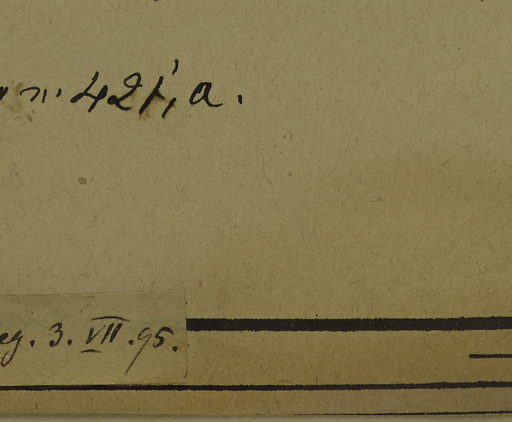 n. 421, a.
eg. 3. VII. 95.